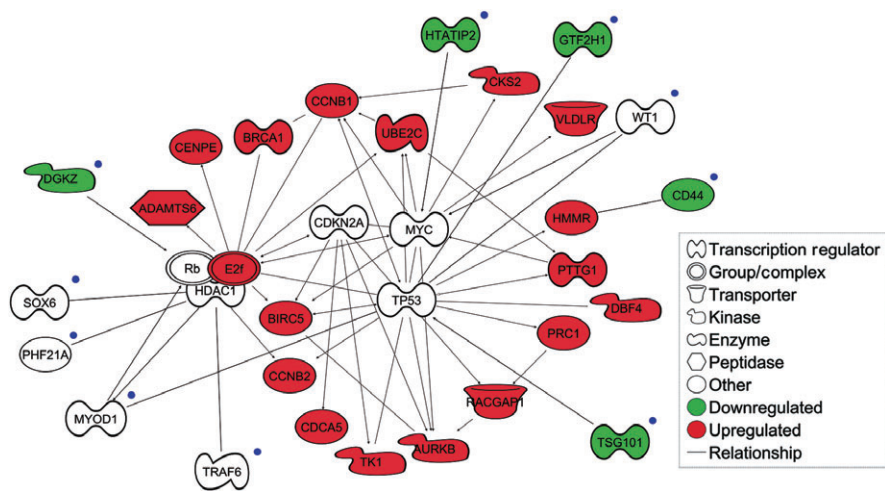 HTATIP2
GTF2H1
CKS2
CCNB1
VLDLR
WT1
BRCA1
UBE2C
CENPE
DGKZ
CD44
ADAMTS6
HMMR
CDKN2A
MYC
Rb
E2f
PTTG1
HDAC1
SOX6
TP53
DBF4
BIRC5
PRC1
PHF21A
CCNB2
RACGAP1
MYOD1
CDCA5
TSG101
AURKB
TK1
TRAF6
Transcription regulator
Group/complex
Transporter
Kinase
Enzyme
Peptidase
Other
Downregulated
Upregulated
Relationship